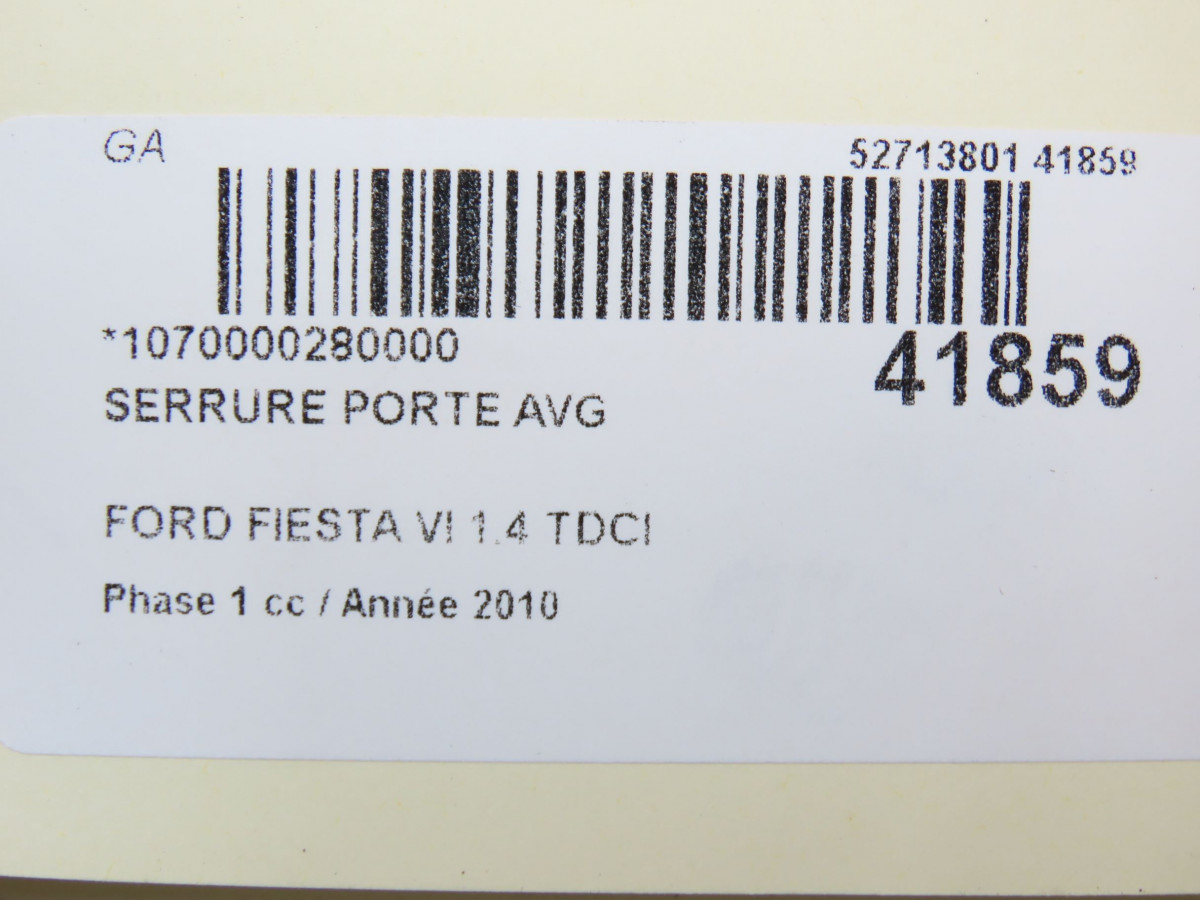 GA
52713801 41859
*1070000280000
41859
SERRURE PORTE AVG
FORD FIESTA VI 1.4 TDCI
Phase 1 cc / Année 2010